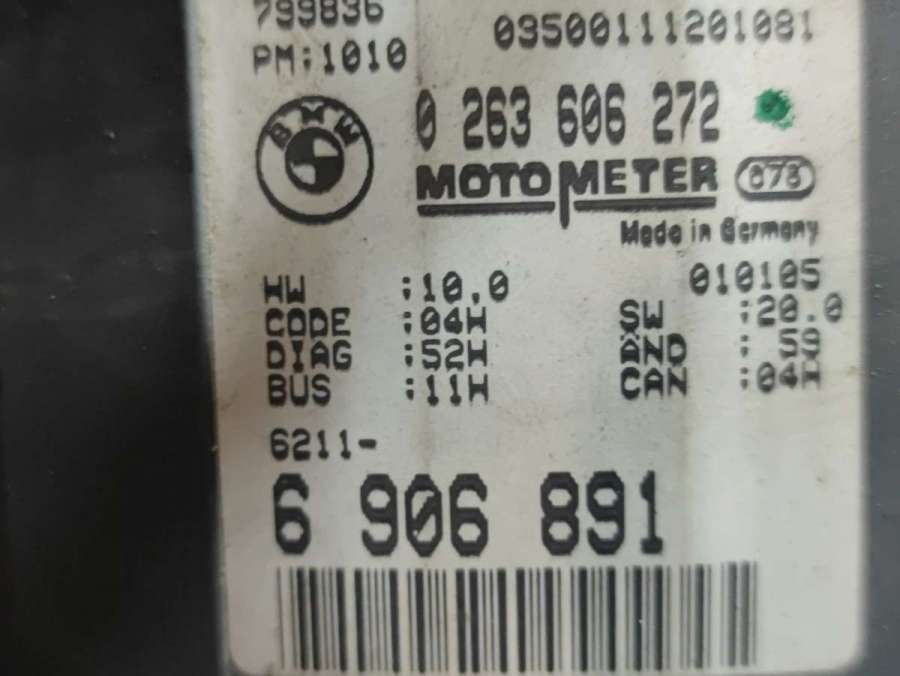 799836
03500111201081
PM:1010
BMW
0 263 606 272
MOTOMETER 078
Made in Germany
010105
HW :10.0
SW :20.0
CODE :04H
ÄND : 59
DIAG :52H
CAN :04H
BUS :11H
6211-
6 906 891